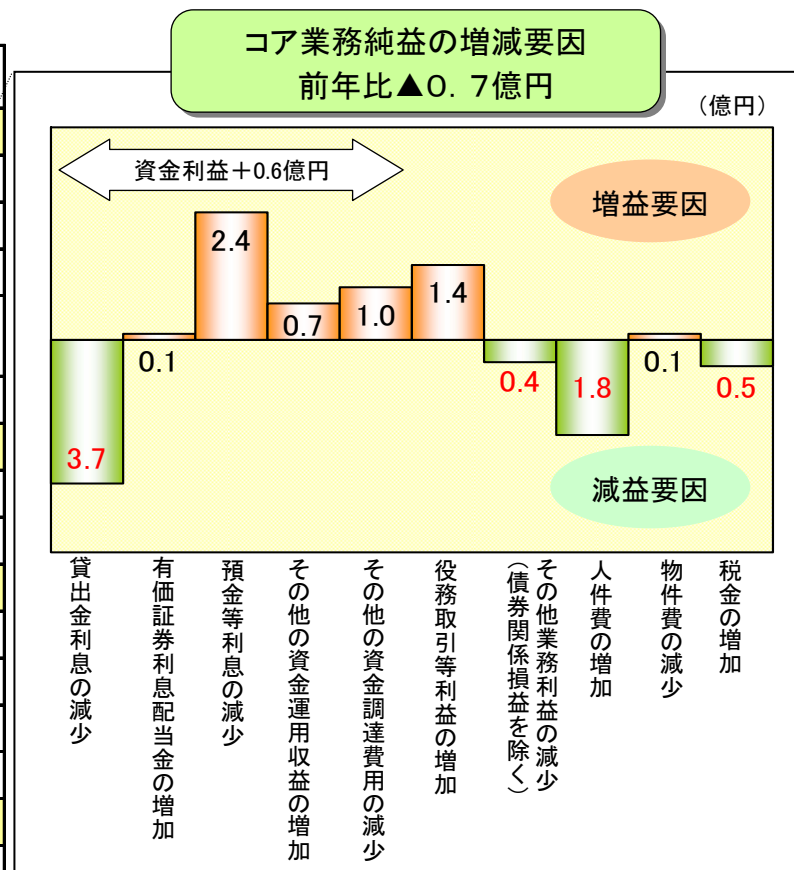 コア業務純益の増減要因
前年比▲0.7億円
（億円）
資金利益＋0.6億円
増益要因
2.4
0.7
1.0
1.4
0.1
0.4
1.8
0.1
0.5
3.7
減益要因
貸出金利息の減少
有価証券利息配当金の増加
預金等利息の減少
その他の資金運用収益の増加
その他の資金調達費用の減少
役務取引等利益の増加
その他業務利益の減少
（債券関係損益を除く）
人件費の増加
物件費の減少
税金の増加